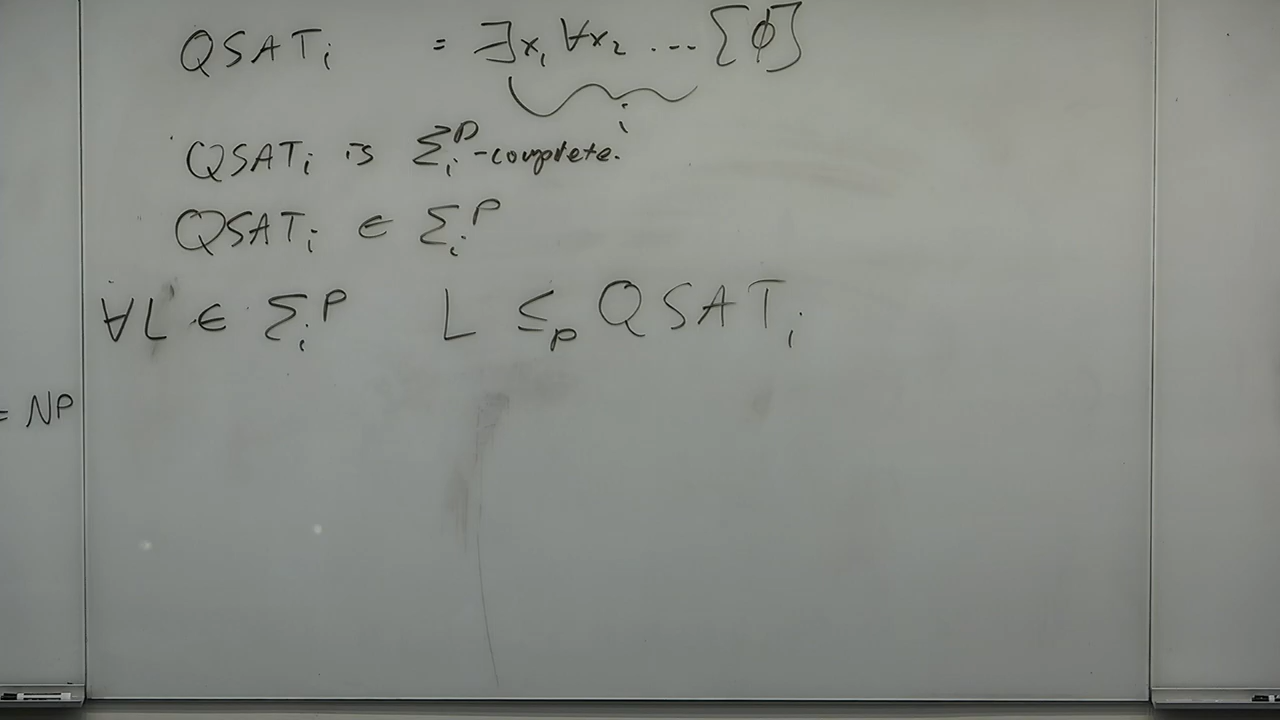 QSATᵢ = ∃x₁ ∀x₂ ... [ϕ]
i
QSATᵢ is Σᵢᴾ-complete.
QSATᵢ ∈ Σᵢᴾ
∀L ∈ Σᵢᴾ L ≤ₚ QSATᵢ
= NP